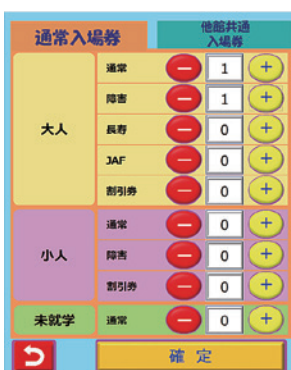 通常入場券
他館共通
入場券
大人
通常 － 1 ＋
障害 － 1 ＋
長寿 － 0 ＋
JAF － 0 ＋
割引券 － 0 ＋
小人
通常 － 0 ＋
障害 － 0 ＋
割引券 － 0 ＋
未就学
通常 － 0 ＋
確定